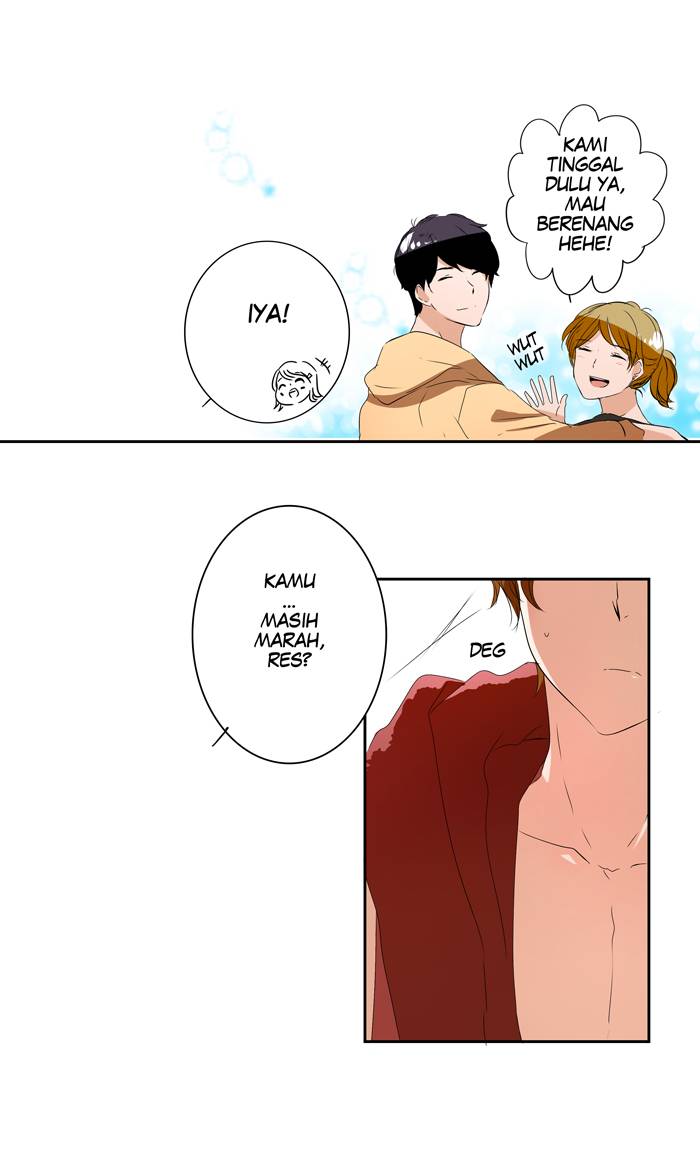 KAMI
TINGGAL
DULU YA,
MAU
BERENANG
HEHE!
IYA!
WUT
WUT
KAMU
...
MASIH
MARAH,
RES?
DEG